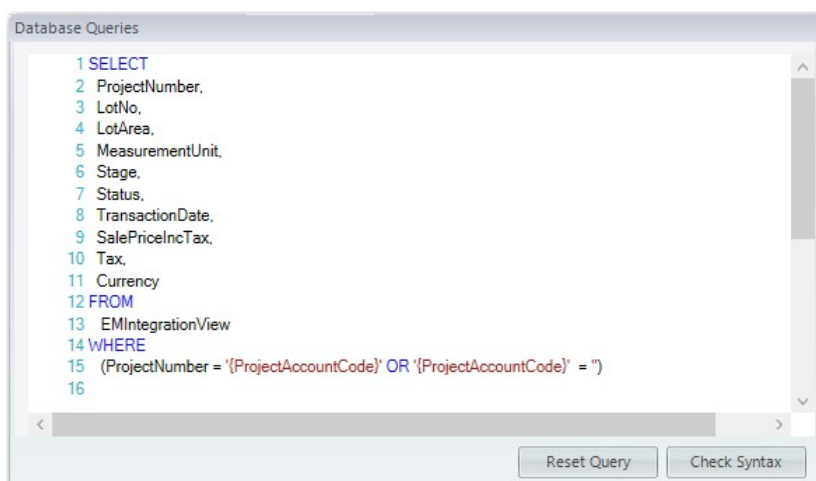 Database Queries
1 SELECT
2 ProjectNumber,
3 LotNo,
4 LotArea,
5 MeasurementUnit,
6 Stage,
7 Status,
8 TransactionDate,
9 SalePriceIncTax,
10 Tax,
11 Currency
12 FROM
13 EMIntegrationView
14 WHERE
15 (ProjectNumber = '{ProjectAccountCode}' OR '{ProjectAccountCode}' = '')
16
Reset Query Check Syntax